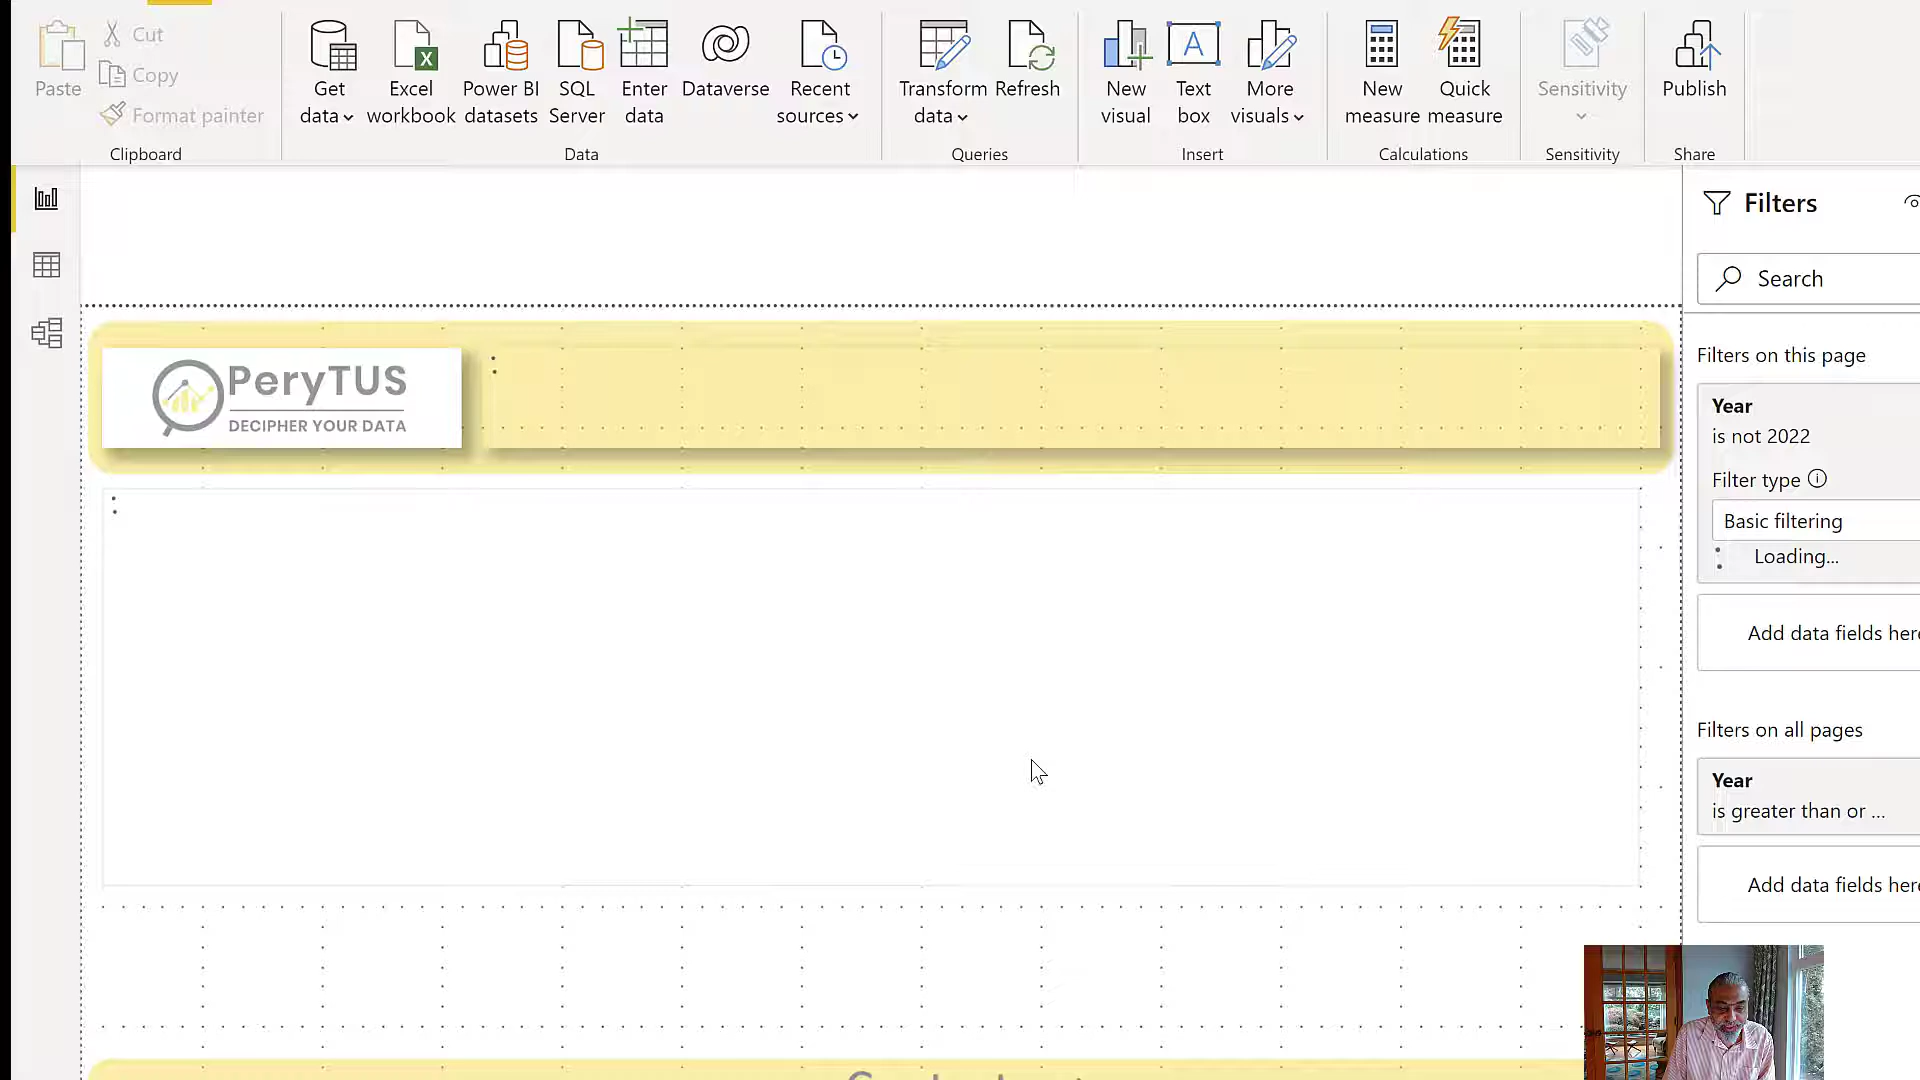 Paste
Cut
Copy
Format painter
Clipboard
Get data
Excel workbook
Power BI datasets
SQL Server
Enter data
Dataverse
Recent sources
Data
Transform data
Refresh
Queries
New visual
Text box
More visuals
Insert
New measure
Quick measure
Calculations
Sensitivity
Sensitivity
Publish
Share
PeryTUS
DECIPHER YOUR DATA
Filters
Search
Filters on this page
Year
is not 2022
Filter type
Basic filtering
Loading...
Add data fields here
Filters on all pages
Year
is greater than or ...
Add data fields here